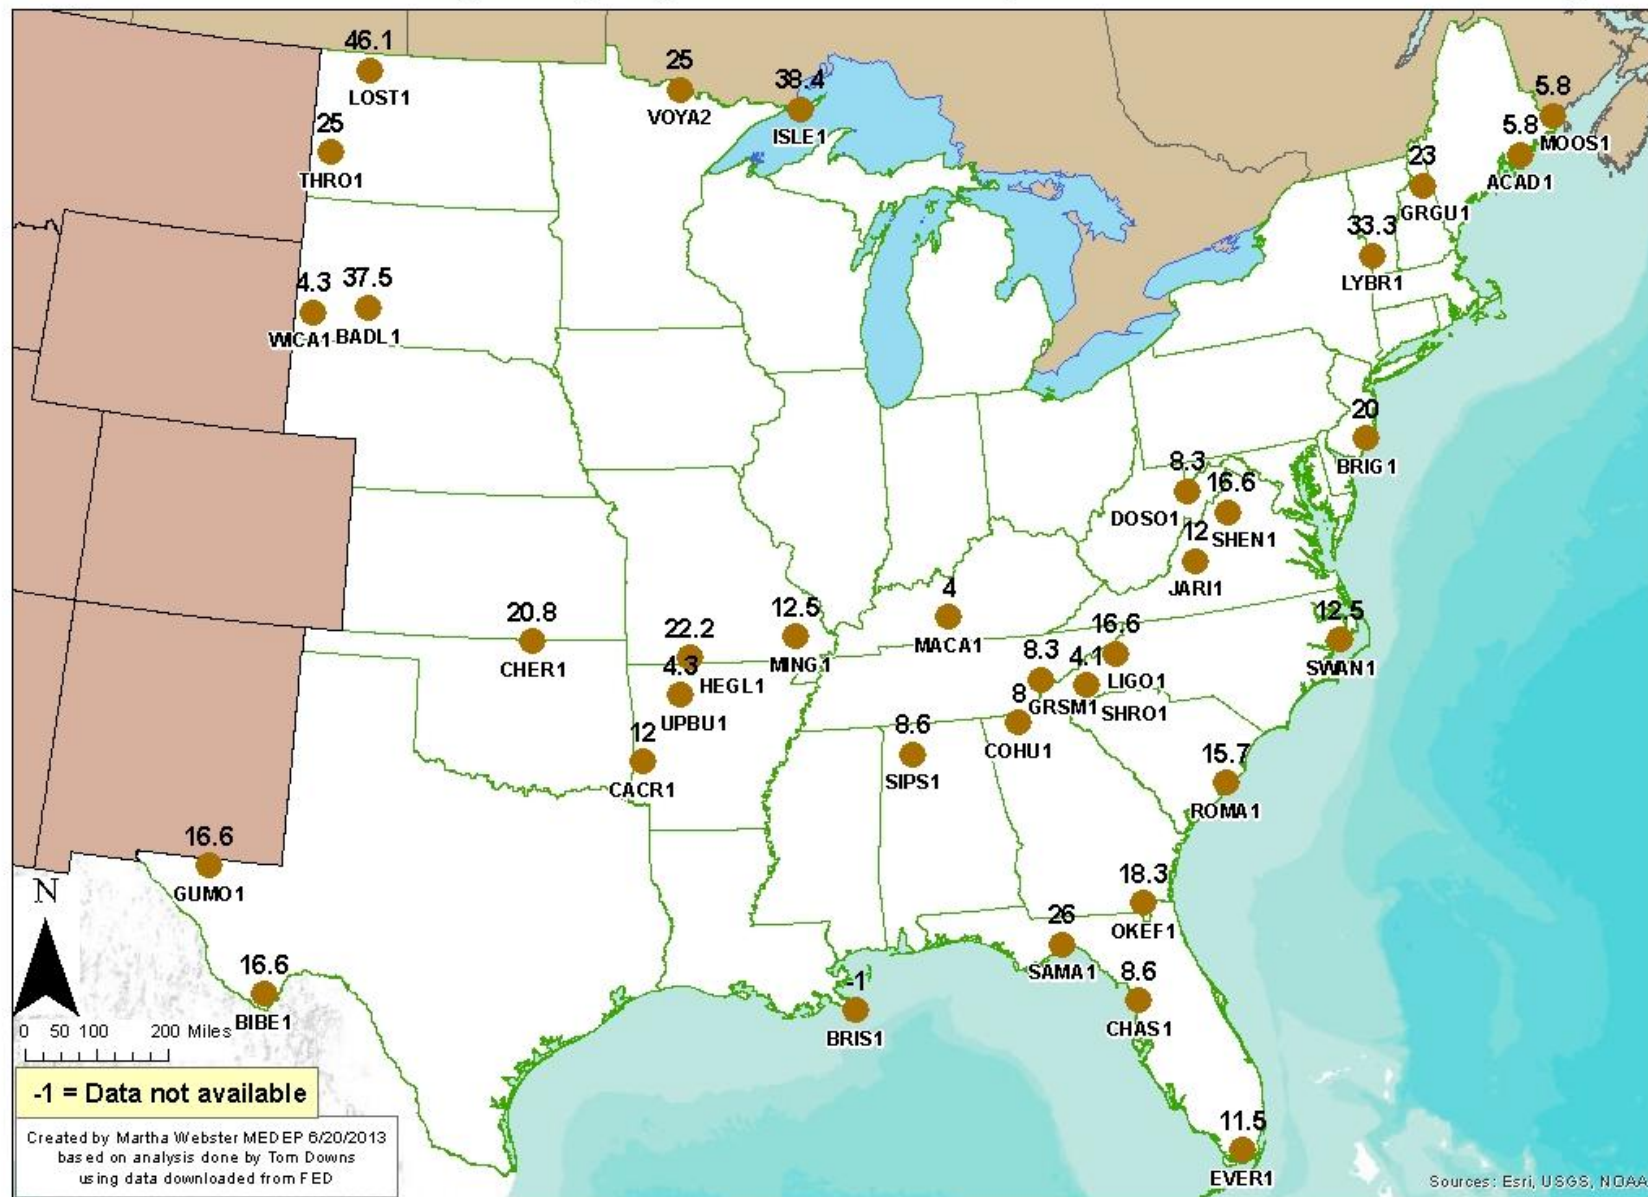 46.1
LOST1
25
VOYA2
38.4
ISLE1
5.8
MOOS1
5.8
ACAD1
25
THRO1
23
GRGU1
33.3
LYBR1
4.3
WICA1
37.5
BADL1
20
BRIG1
8.3
DOSO1
16.6
SHEN1
12
JARI1
20.8
CHER1
22.2
HEGL1
12.5
MING1
4
MACA1
16.6
LIGO1
12.5
SWAN1
4.3
UPBU1
8.3
GRSM1
4.1
SHRO1
8
COHU1
12
CACR1
8.6
SIPS1
15.7
ROMA1
16.6
GUMO1
N
18.3
OKEF1
26
SAMA1
8.6
CHAS1
16.6
BIBE1
-1
BRIS1
0 50 100 200 Miles
-1 = Data not available
Created by Martha Webster MEDEP 6/20/2013
based on analysis done by Tom Downs
using data downloaded from FED
11.5
EVER1
Sources: Esri, USGS, NOAA